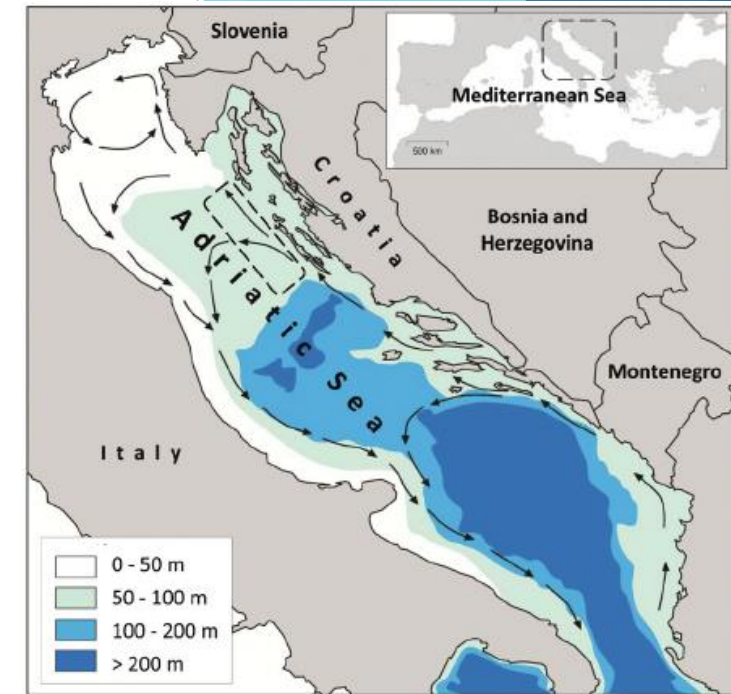 Slovenia
Mediterranean Sea
500 km
Croatia
Bosnia and
Herzegovina
Adriatic Sea
Montenegro
Italy
0 - 50 m
50 - 100 m
100 - 200 m
> 200 m